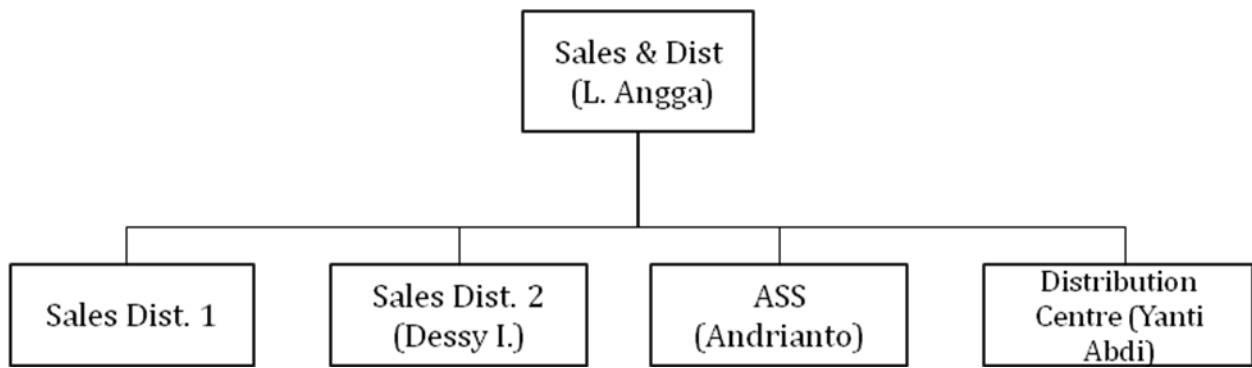 Sales & Dist
(L. Angga)
Sales Dist. 1
Sales Dist. 2
(Dessy I.)
ASS
(Andrianto)
Distribution
Centre (Yanti
Abdi)